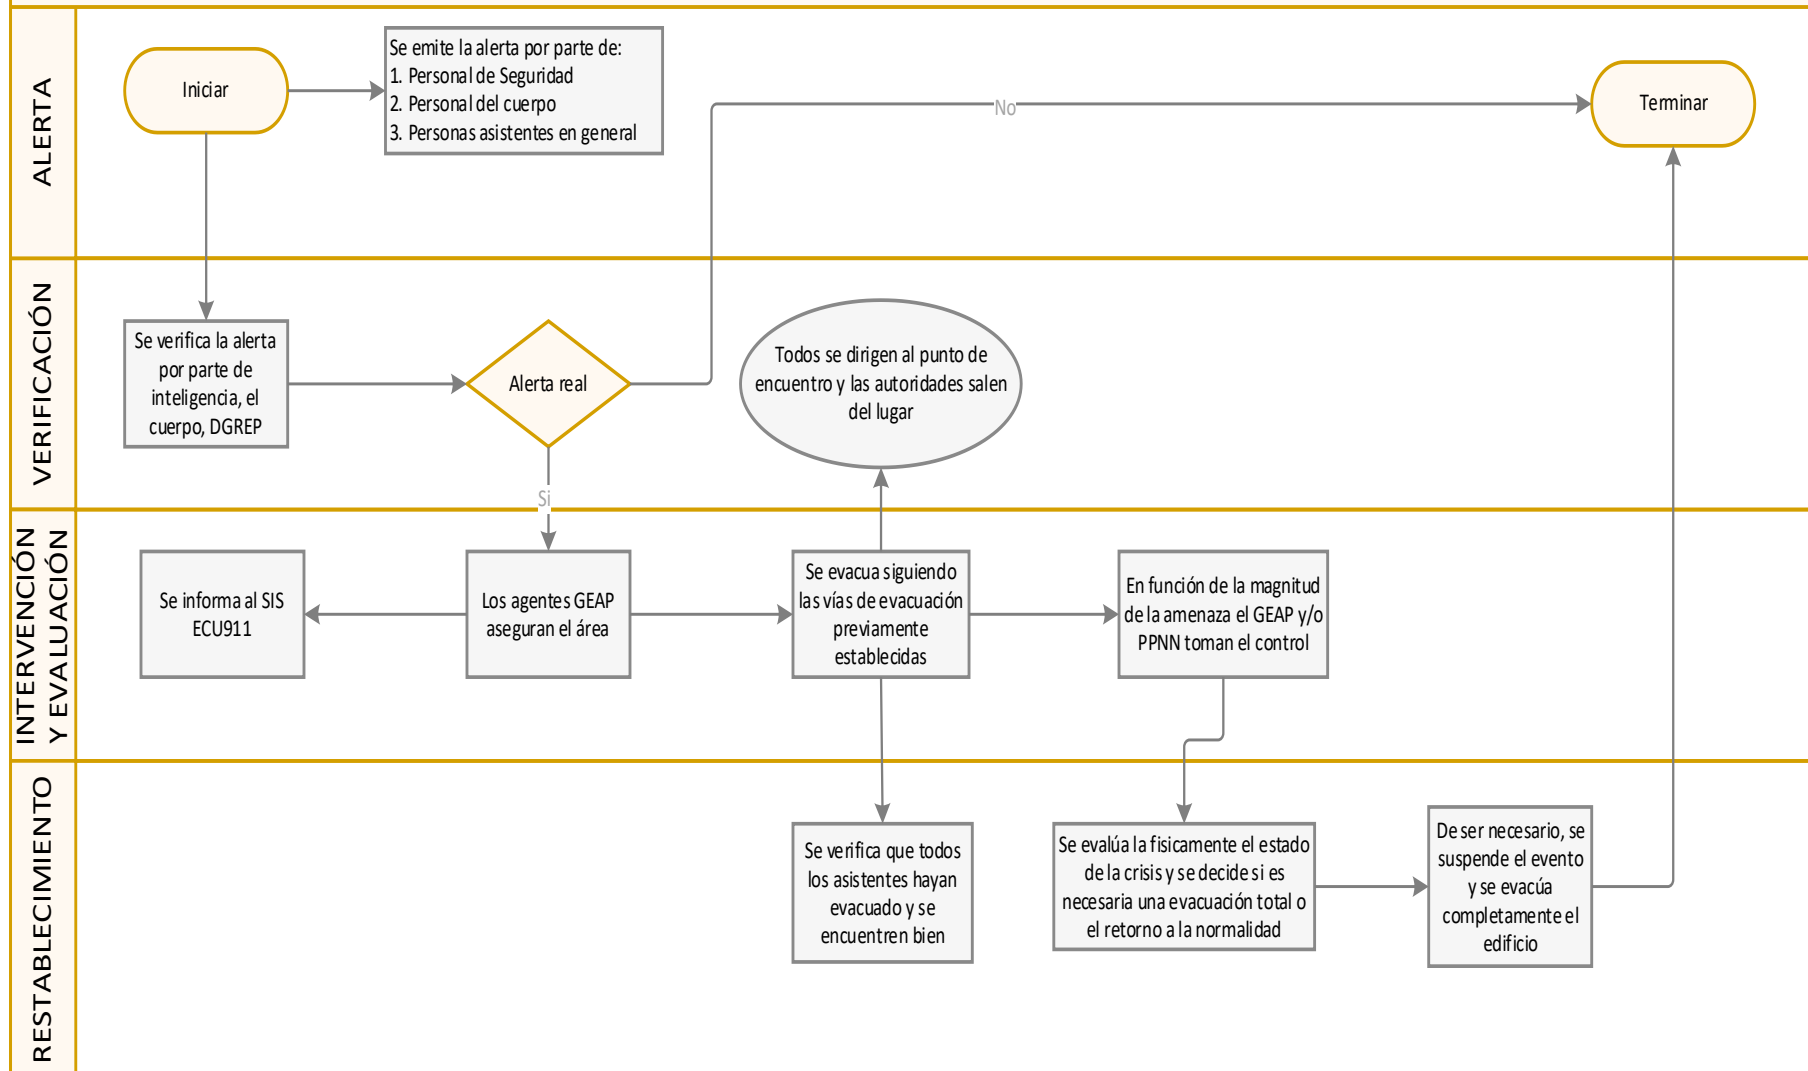 ALERTA
Iniciar
Se emite la alerta por parte de:
1. Personal de Seguridad
2. Personal del cuerpo
3. Personas asistentes en general
No
Terminar
VERIFICACIÓN
Se verifica la alerta
por parte de
inteligencia, el
cuerpo, DGREP
Alerta real
Si
Todos se dirigen al punto de
encuentro y las autoridades salen
del lugar
INTERVENCIÓN
Y EVALUACIÓN
Se informa al SIS
ECU911
Los agentes GEAP
aseguran el área
Se evacua siguiendo
las vías de evacuación
previamente
establecidas
En función de la magnitud
de la amenaza el GEAP y/o
PPNN toman el control
RESTABLECIMIENTO
Se verifica que todos
los asistentes hayan
evacuado y se
encuentren bien
Se evalúa la fisicamente el estado
de la crisis y se decide si es
necesaria una evacuación total o
el retorno a la normalidad
De ser necesario, se
suspende el evento
y se evacúa
completamente el
edificio